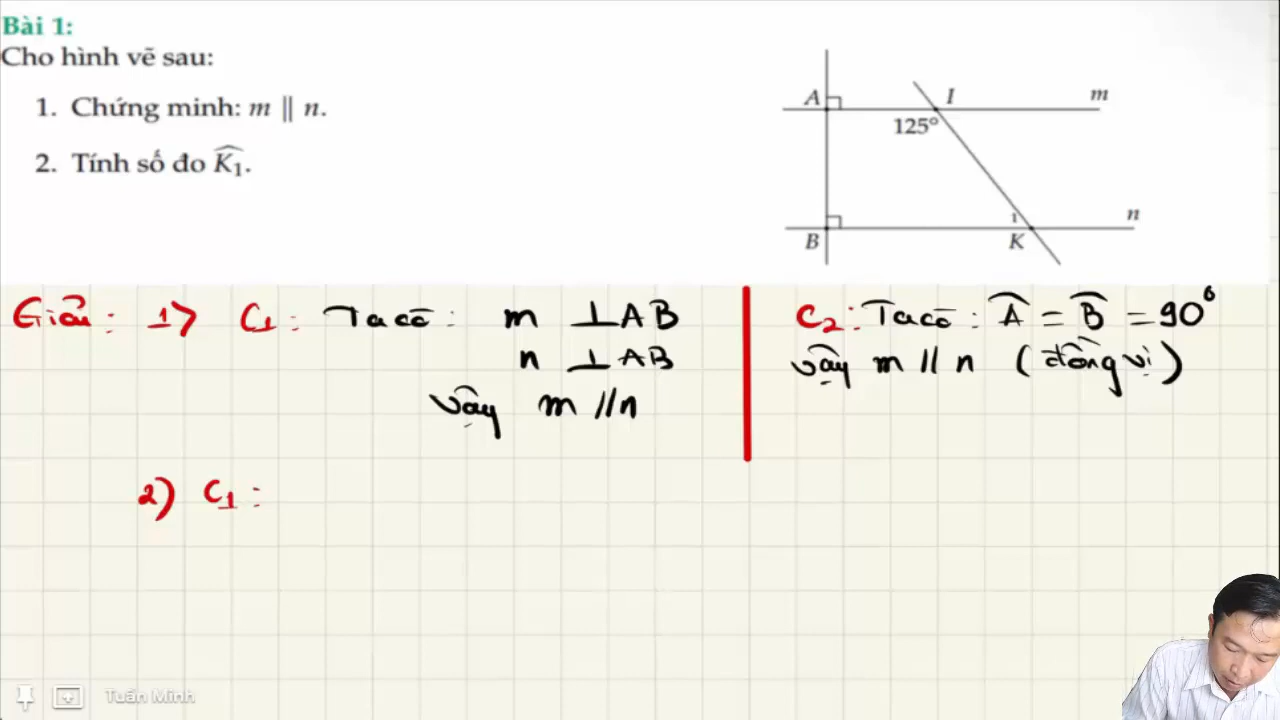 Bài 1:
Cho hình vẽ sau:
1. Chứng minh: m ∥ n.
2. Tính số đo K̂₁.
A
I
m
125°
B
1
K
n
Giải: 1> C₁: Ta có: m ⊥ AB
n ⊥ AB
Vậy m // n
C₂: Ta có: Â = B̂ = 90°
Vậy m // n (đồng vị)
2) C₁:
Tuấn Minh